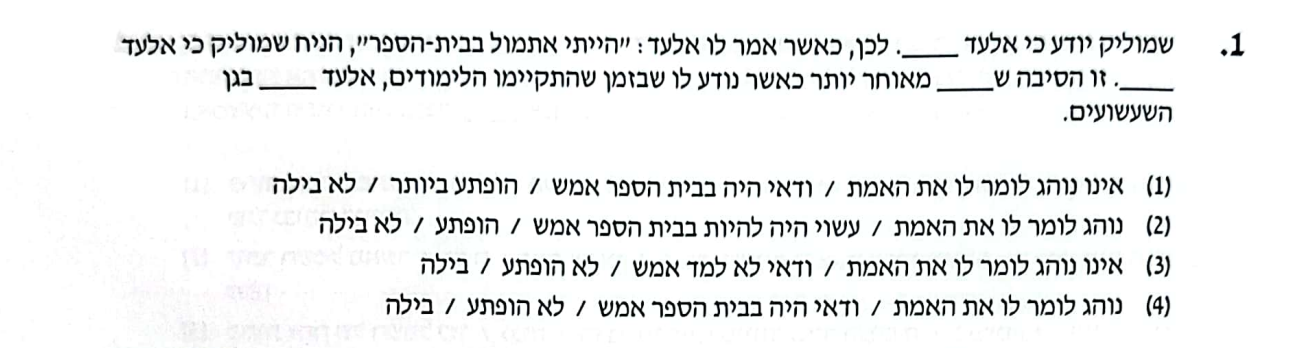 1. שמוליק יודע כי אלעד ____. לכן, כאשר אמר לו אלעד: "הייתי אתמול בבית-הספר", הניח שמוליק כי אלעד
____. זו הסיבה ש____ מאוחר יותר כאשר נודע לו שבזמן שהתקיימו הלימודים, אלעד ____ בגן
השעשועים.
(1) אינו נוהג לומר לו את האמת / ודאי היה בבית הספר אמש / הופתע ביותר / לא בילה
(2) נוהג לומר לו את האמת / עשוי היה להיות בבית הספר אמש / הופתע / לא בילה
(3) אינו נוהג לומר לו את האמת / ודאי לא למד אמש / לא הופתע / בילה
(4) נוהג לומר לו את האמת / ודאי היה בבית הספר אמש / לא הופתע / בילה